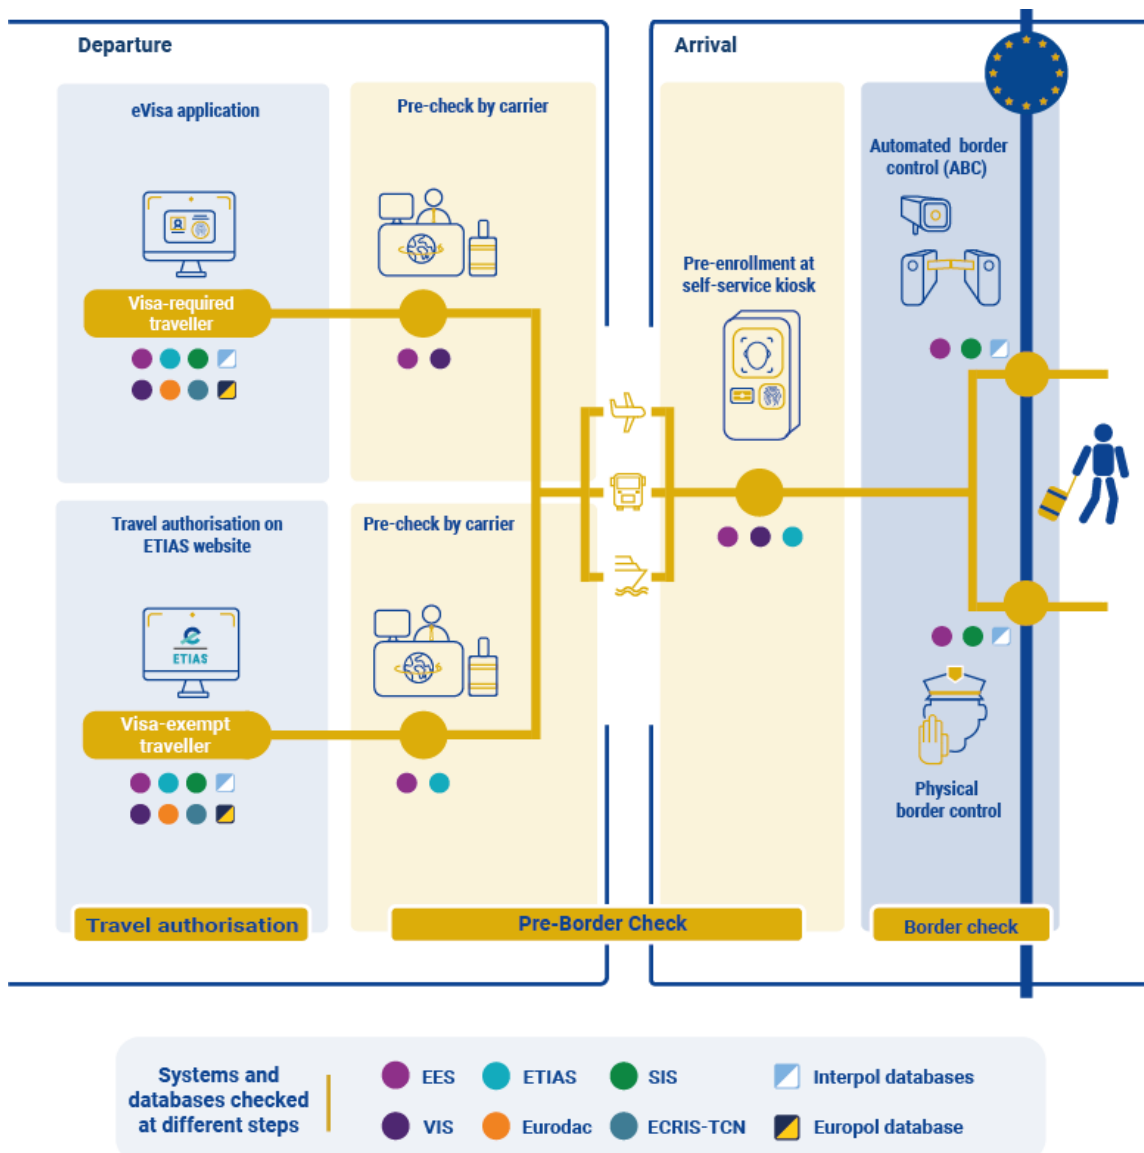 Departure
Arrival
eVisa application
Pre-check by carrier
Automated border
control (ABC)
Pre-enrollment at
self-service kiosk
Visa-required
traveller
Travel authorisation on
ETIAS website
Pre-check by carrier
ETIAS
Visa-exempt
traveller
Physical
border control
Travel authorisation
Pre-Border Check
Border check
Systems and
databases checked
at different steps
EES
ETIAS
SIS
Interpol databases
VIS
Eurodac
ECRIS-TCN
Europol database